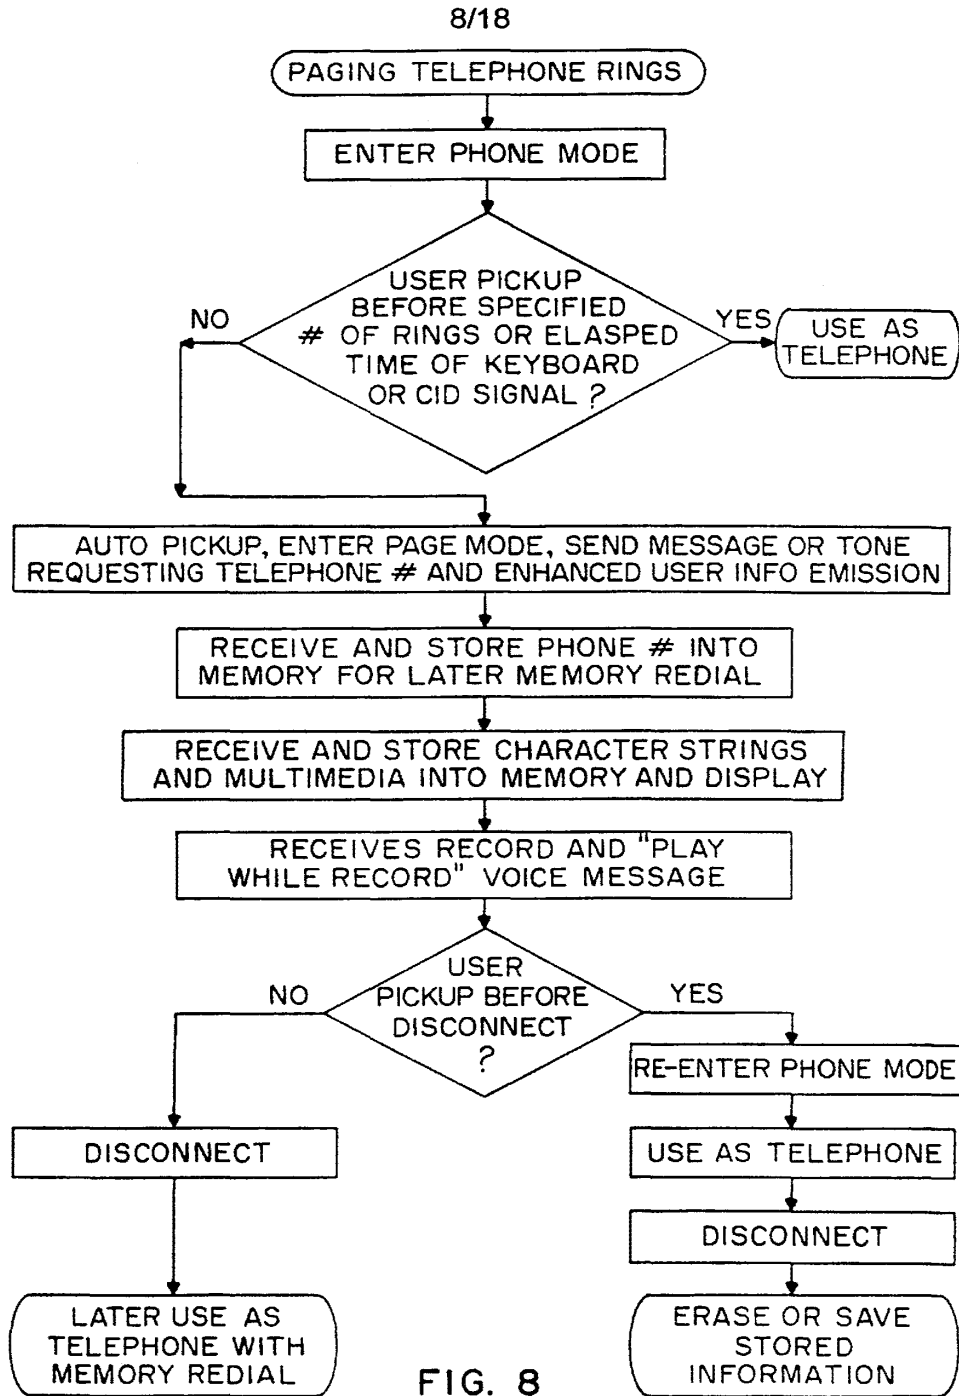 8/18
PAGING TELEPHONE RINGS
ENTER PHONE MODE
USER PICKUP
BEFORE SPECIFIED
# OF RINGS OR ELASPED
TIME OF KEYBOARD
OR CID SIGNAL ?
NO
YES
USE AS
TELEPHONE
AUTO PICKUP, ENTER PAGE MODE, SEND MESSAGE OR TONE
REQUESTING TELEPHONE # AND ENHANCED USER INFO EMISSION
RECEIVE AND STORE PHONE # INTO
MEMORY FOR LATER MEMORY REDIAL
RECEIVE AND STORE CHARACTER STRINGS
AND MULTIMEDIA INTO MEMORY AND DISPLAY
RECEIVES RECORD AND "PLAY
WHILE RECORD" VOICE MESSAGE
USER
PICKUP BEFORE
DISCONNECT
?
NO
YES
RE-ENTER PHONE MODE
DISCONNECT
USE AS TELEPHONE
DISCONNECT
LATER USE AS
TELEPHONE WITH
MEMORY REDIAL
ERASE OR SAVE
STORED
INFORMATION
FIG. 8